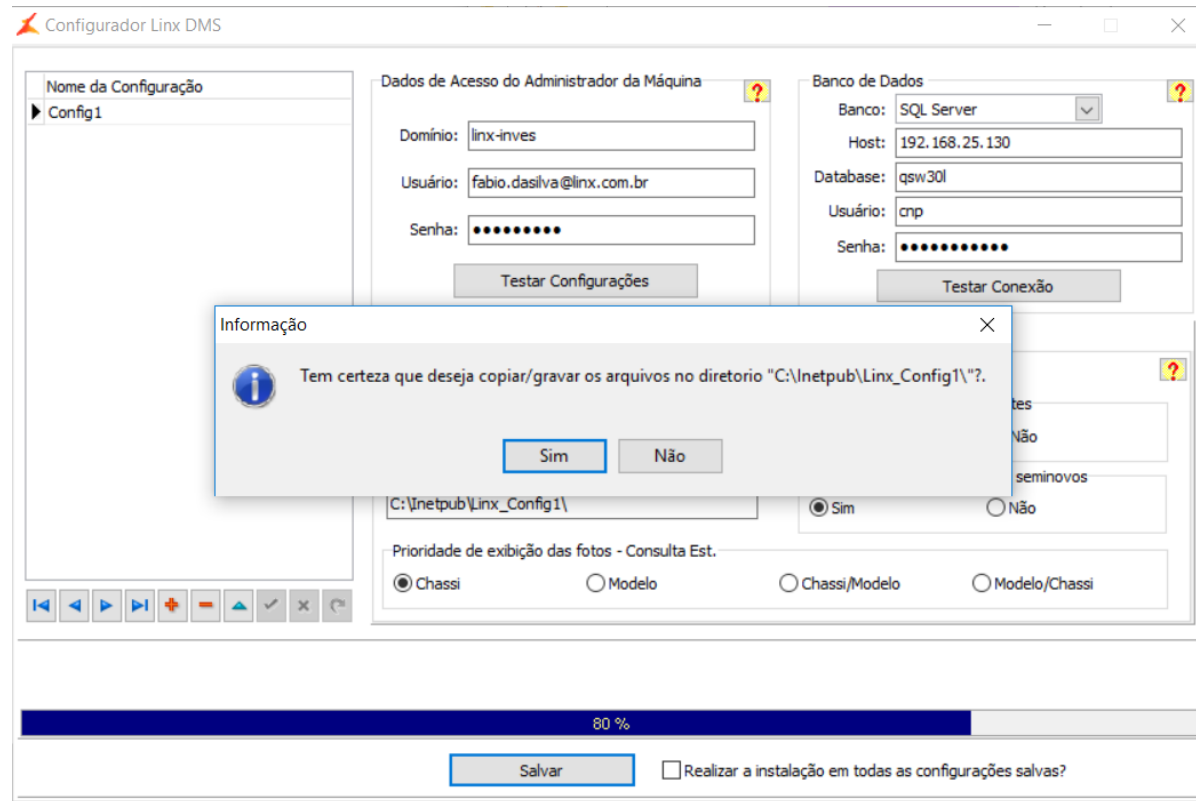 Configurador Linx DMS
Nome da Configuração
Config1
Dados de Acesso do Administrador da Máquina
?
Domínio: linx-inves
Usuário: fabio.dasilva@linx.com.br
Senha: ●●●●●●●●●
Testar Configurações
Banco de Dados
?
Banco: SQL Server
Host: 192.168.25.130
Database: qsw30l
Usuário: cnp
Senha: ●●●●●●●●●●●
Testar Conexão
Informação
Tem certeza que deseja copiar/gravar os arquivos no diretorio "C:\Inetpub\Linx_Config1\"?.
Sim Não
?
tes
Não
seminovos
C:\Inetpub\Linx_Config1\
Sim Não
Prioridade de exibição das fotos - Consulta Est.
Chassi Modelo Chassi/Modelo Modelo/Chassi
80 %
Salvar Realizar a instalação em todas as configurações salvas?